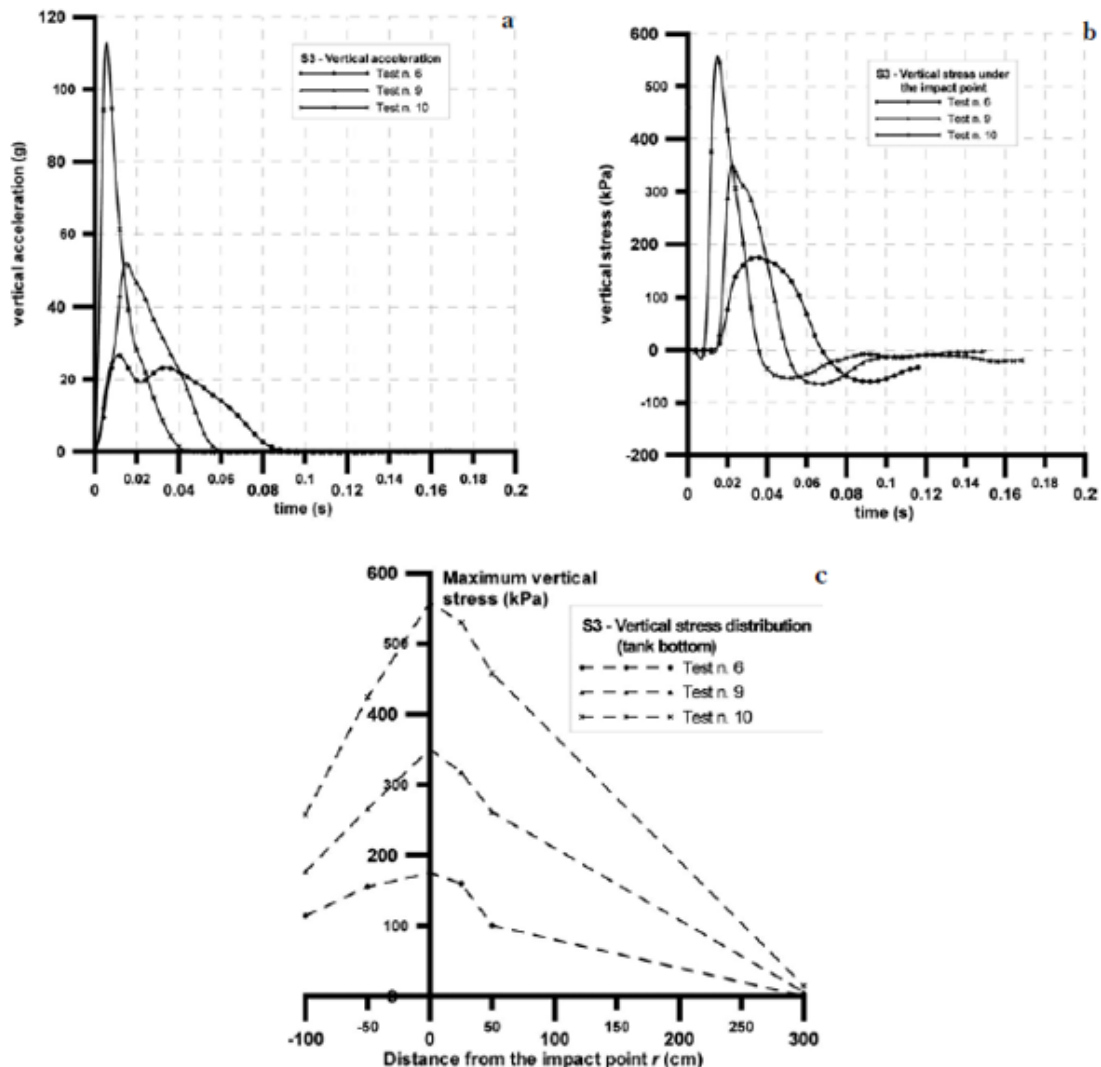 a
120
100
80
60
40
20
0
vertical acceleration (g)
S3 - Vertical acceleration
Test n. 6
Test n. 9
Test n. 10
0 0.02 0.04 0.06 0.08 0.1 0.12 0.14 0.16 0.18 0.2
time (s)
b
600
500
400
300
200
100
0
-100
-200
vertical stress (kPa)
S3 - Vertical stress under
the impact point
Test n. 6
Test n. 9
Test n. 10
0 0.02 0.04 0.06 0.08 0.1 0.12 0.14 0.16 0.18 0.2
time (s)
c
Maximum vertical
stress (kPa)
600
500
400
300
200
100
0
S3 - Vertical stress distribution
(tank bottom)
Test n. 6
Test n. 9
Test n. 10
-100 -50 0 50 100 150 200 250 300
Distance from the impact point r (cm)